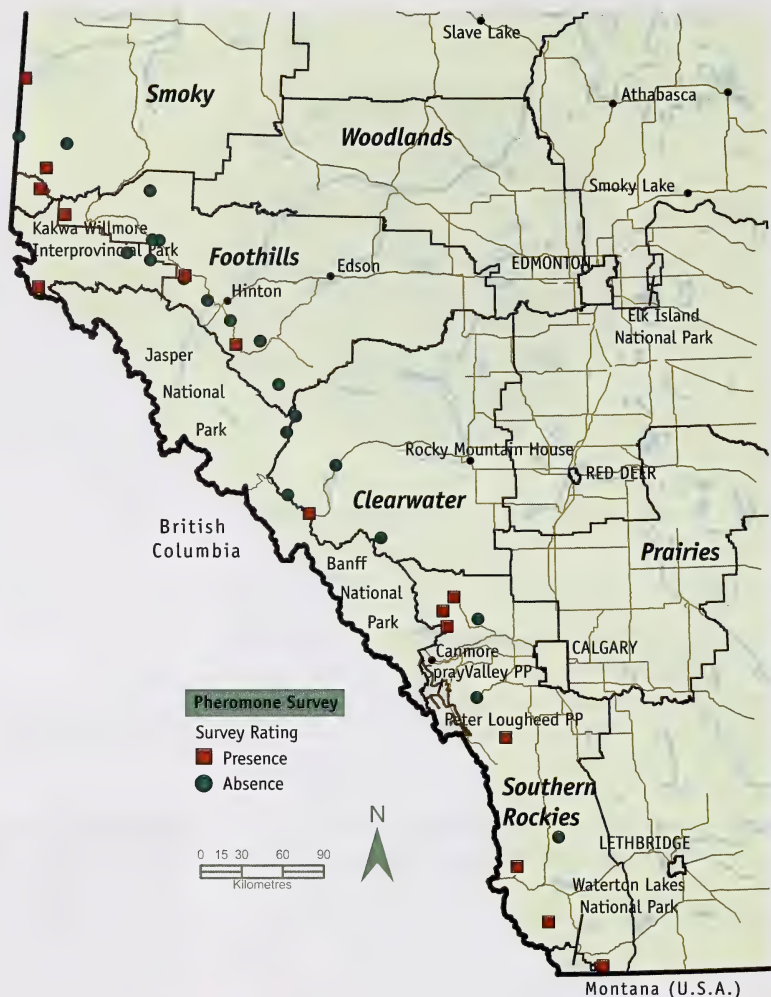 Slave Lake
Smoky
Athabasca
Woodlands
Smoky Lake
Kakwa Willmore
Interprovincial Park
Foothills
Edson
EDMONTON
Hinton
Elk Island
National Park
Jasper
National
Park
Rocky Mountain House
RED DEER
Clearwater
British
Columbia
Prairies
Banff
National
Park
Canmore
CALGARY
SprayValley PP
Peter Lougheed PP
Pheromone Survey
Survey Rating
Presence
Absence
Southern
Rockies
N
0 15 30 60 90
Kilometres
LETHBRIDGE
Waterton Lakes
National Park
Montana (U.S.A.)